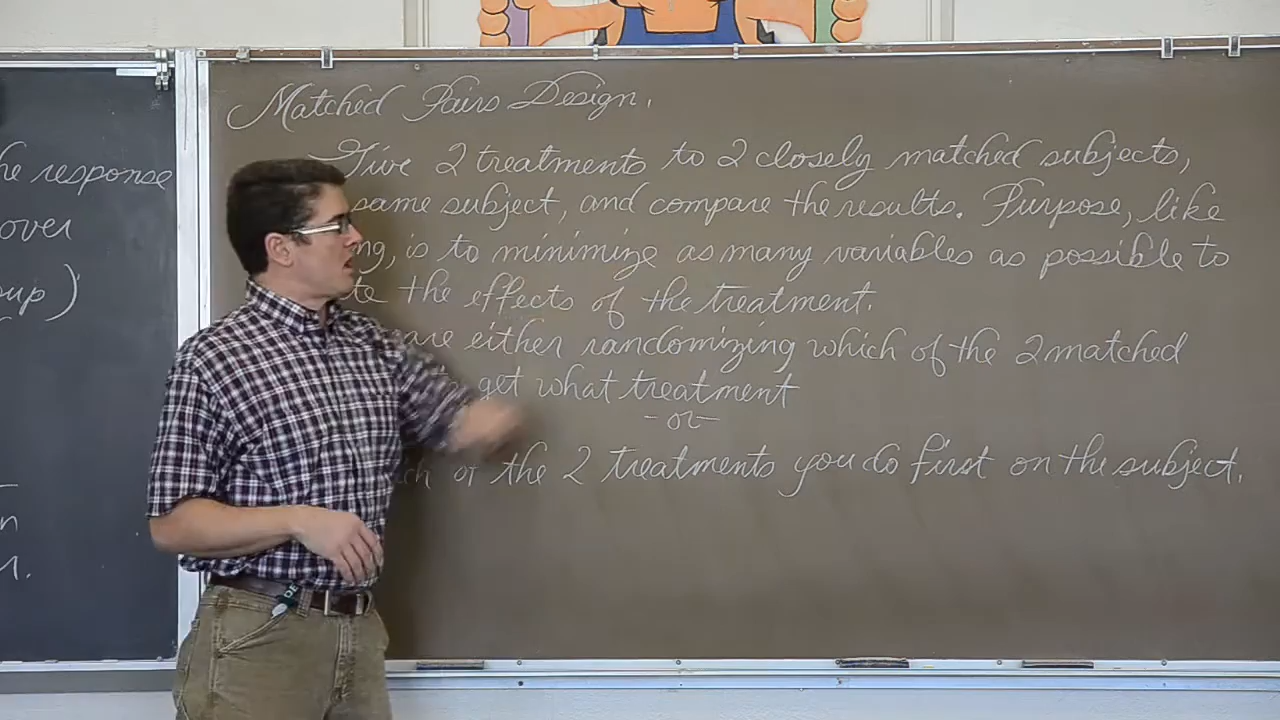 he response
over
oup)
n
n.
Matched Pairs Design.
Give 2 treatments to 2 closely matched subjects,
same subject, and compare the results. Purpose, like
ng, is to minimize as many variables as possible to
te the effects of the treatment.
are either randomizing which of the 2 matched
get what treatment
-or-
ch of the 2 treatments you do first on the subject.